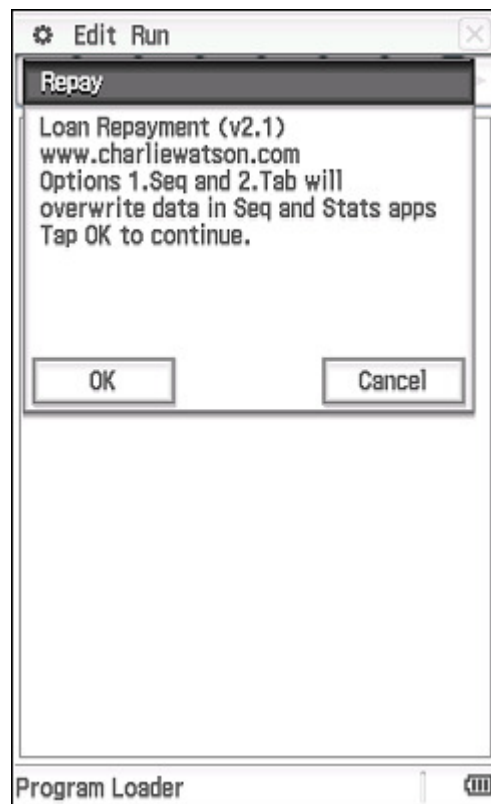 Edit Run
Repay
Loan Repayment (v2.1)
www.charliewatson.com
Options 1.Seq and 2.Tab will
overwrite data in Seq and Stats apps
Tap OK to continue.
OK Cancel
Program Loader